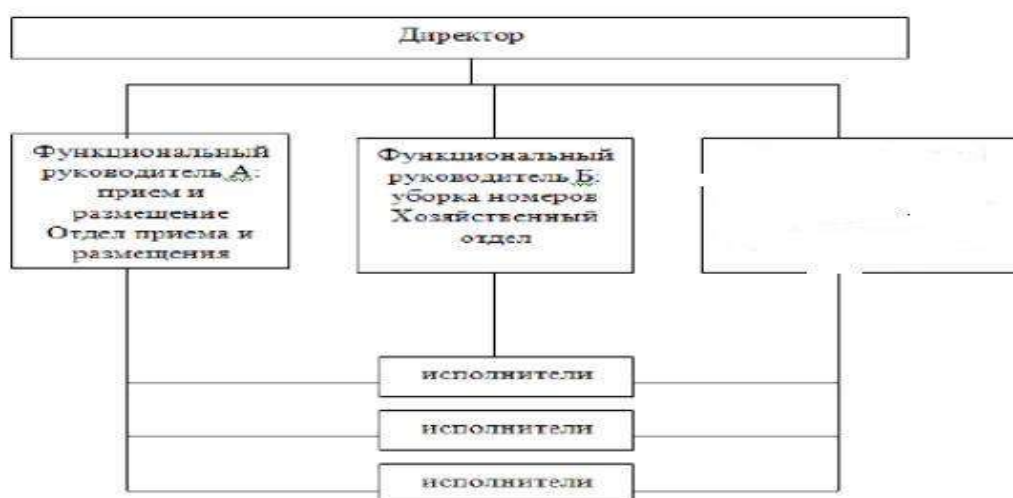 Директор
Функциональный
руководитель А:
прием и
размещение
Отдел приема и
размещения
Функциональный
руководитель Б:
уборка номеров
Хозяйственный
отдел
исполнители
исполнители
исполнители